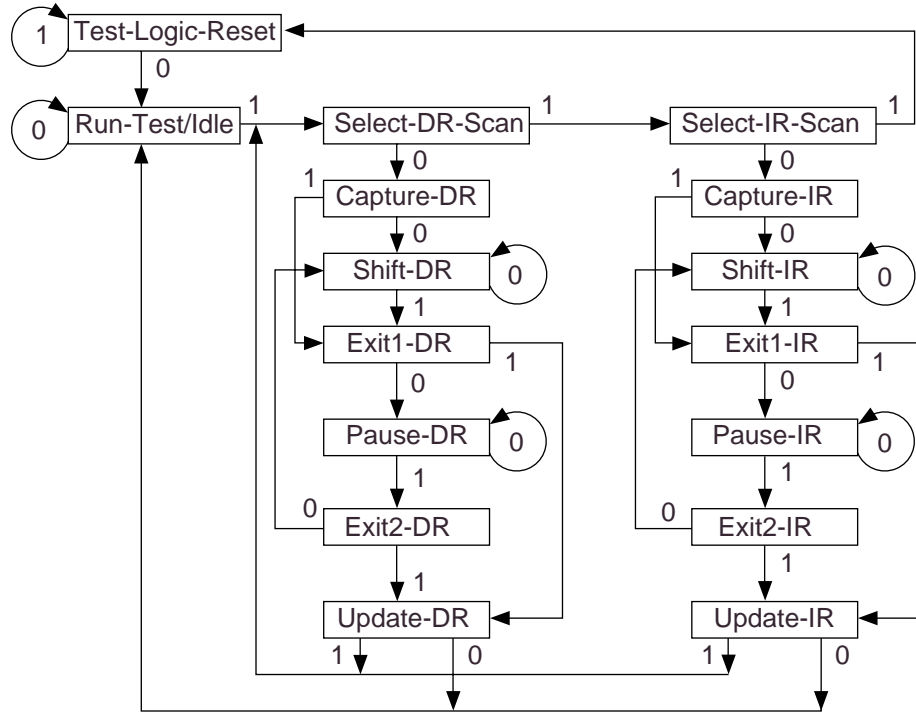 1 Test-Logic-Reset
0
0 Run-Test/Idle 1 Select-DR-Scan 1 Select-IR-Scan 1
0 0
1 Capture-DR 1 Capture-IR
0 0
Shift-DR 0 Shift-IR 0
1 1
Exit1-DR 1 Exit1-IR 1
0 0
Pause-DR 0 Pause-IR 0
1 1
0 Exit2-DR 0 Exit2-IR
1 1
Update-DR Update-IR
1 0 1 0